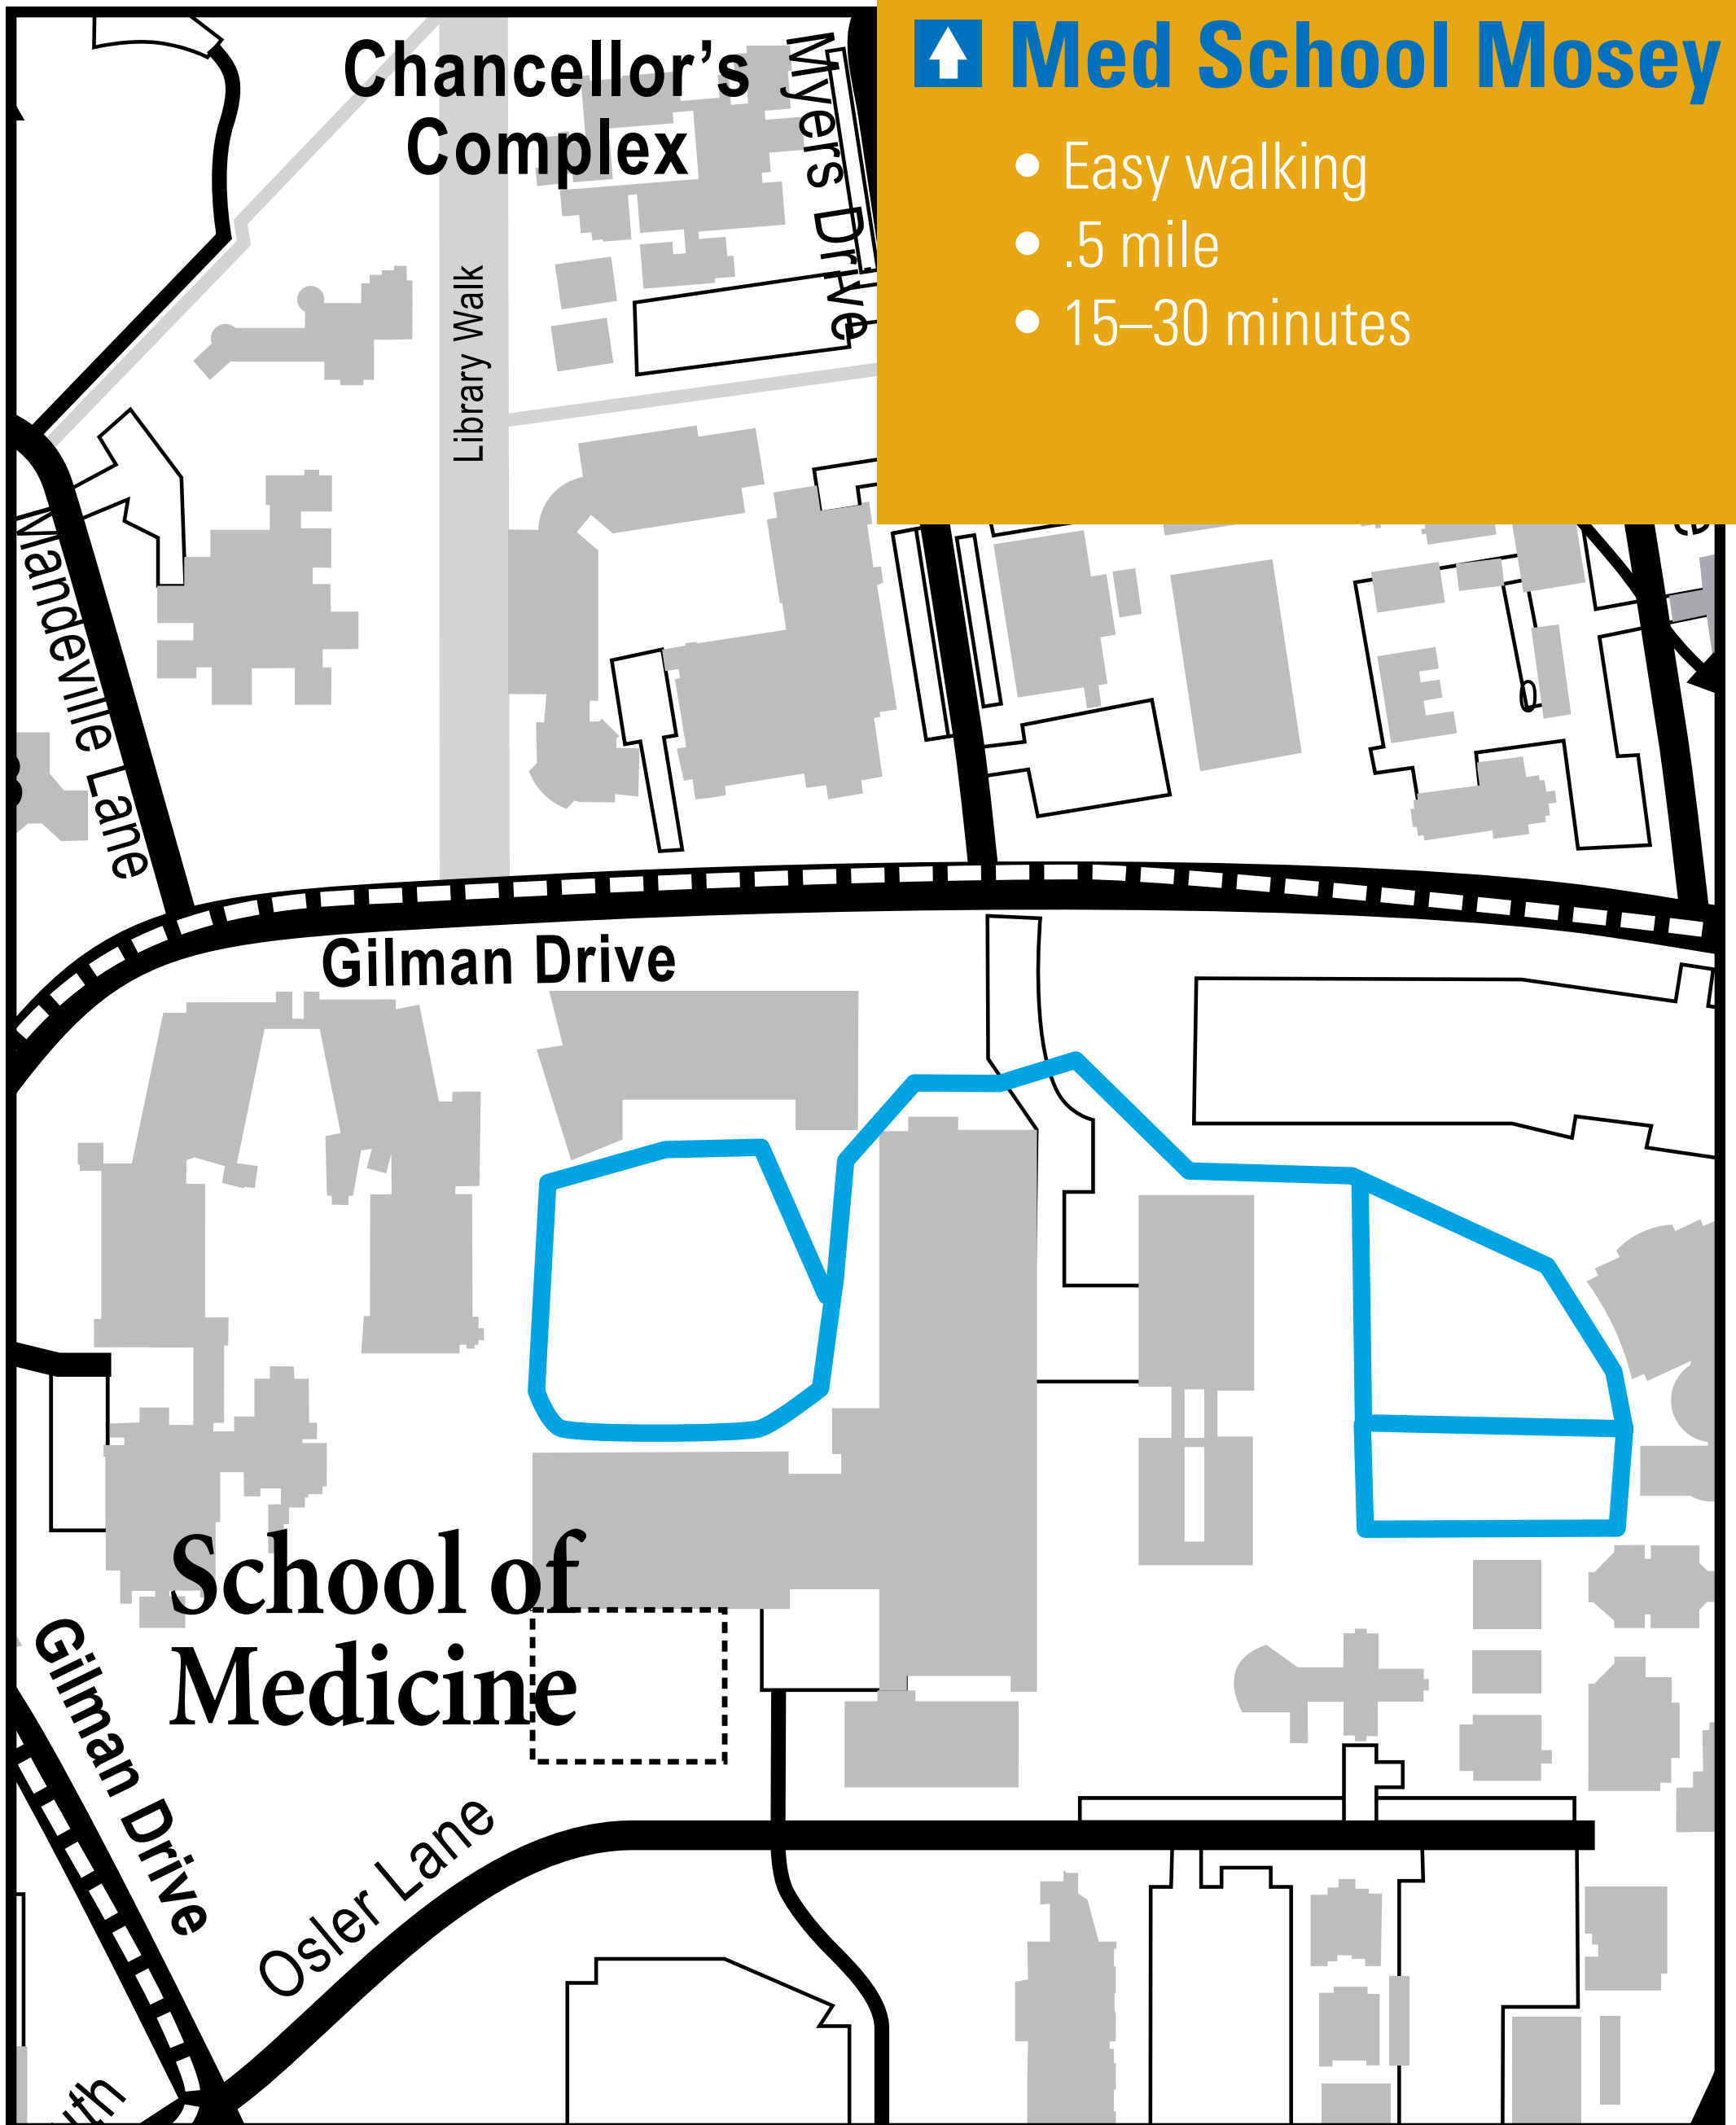 Med School Mosey
• Easy walking
• .5 mile
• 15–30 minutes
Chancellor's
Complex
Myers Drive
Library Walk
Mandeville Lane
Gilman Drive
School of
Medicine
Gilman Drive
Osler Lane